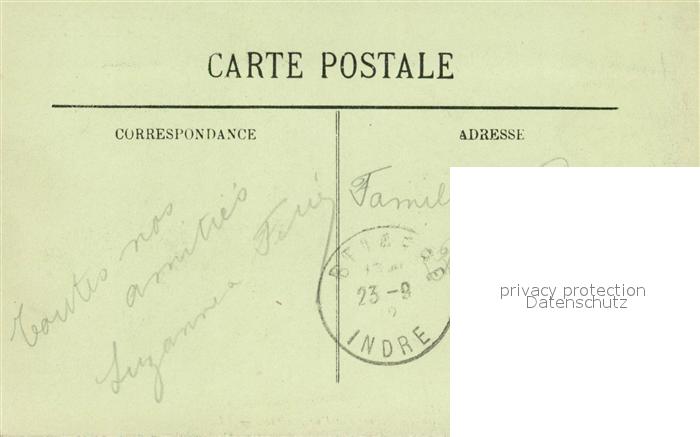 CARTE POSTALE
CORRESPONDANCE
ADRESSE
Toutes nos
amitiés
Suzanne
Famil
23-9
INDRE
privacy protection
Datenschutz